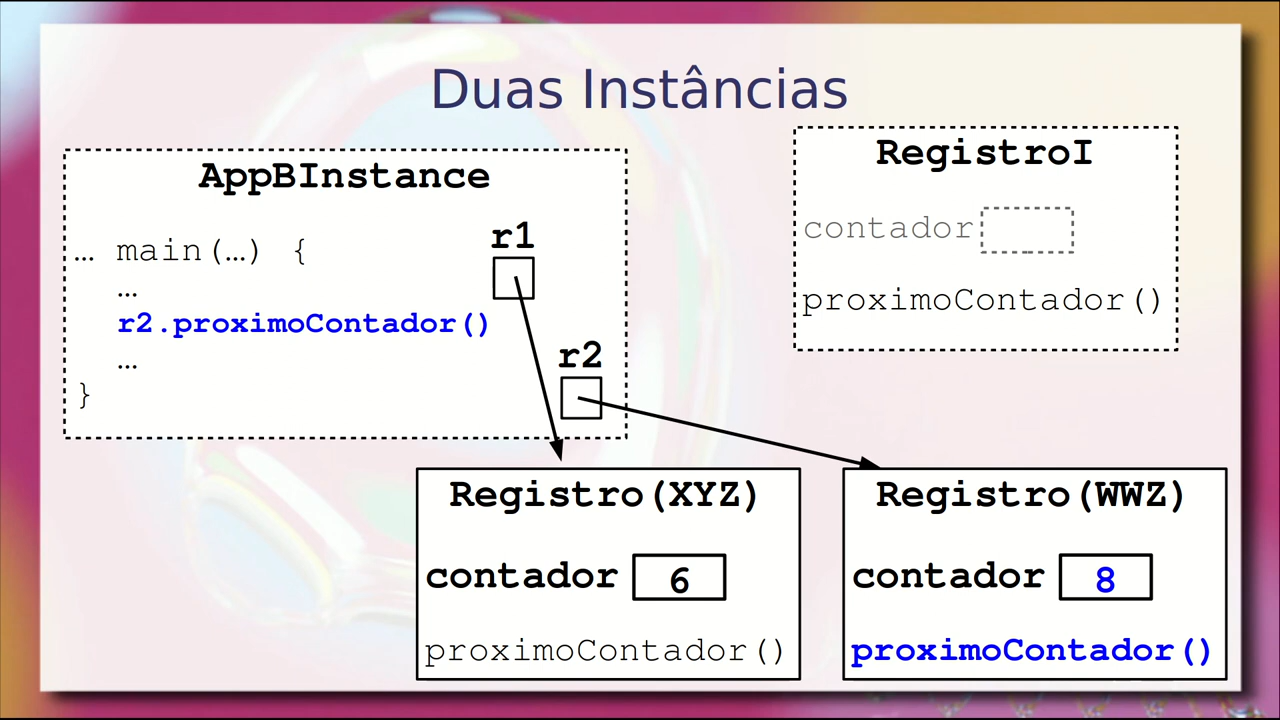 Duas Instâncias
AppBInstance
… main(…) {
…
r2.proximoContador()
…
}
r1
r2
RegistroI
contador
proximoContador()
Registro(XYZ)
contador 6
proximoContador()
Registro(WWZ)
contador 8
proximoContador()